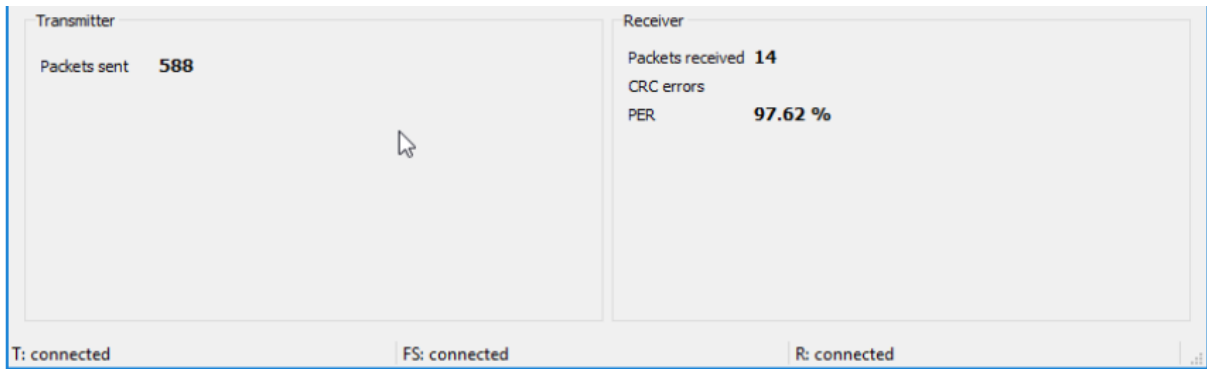 Transmitter
Packets sent 588
Receiver
Packets received 14
CRC errors
PER 97.62 %
T: connected FS: connected R: connected